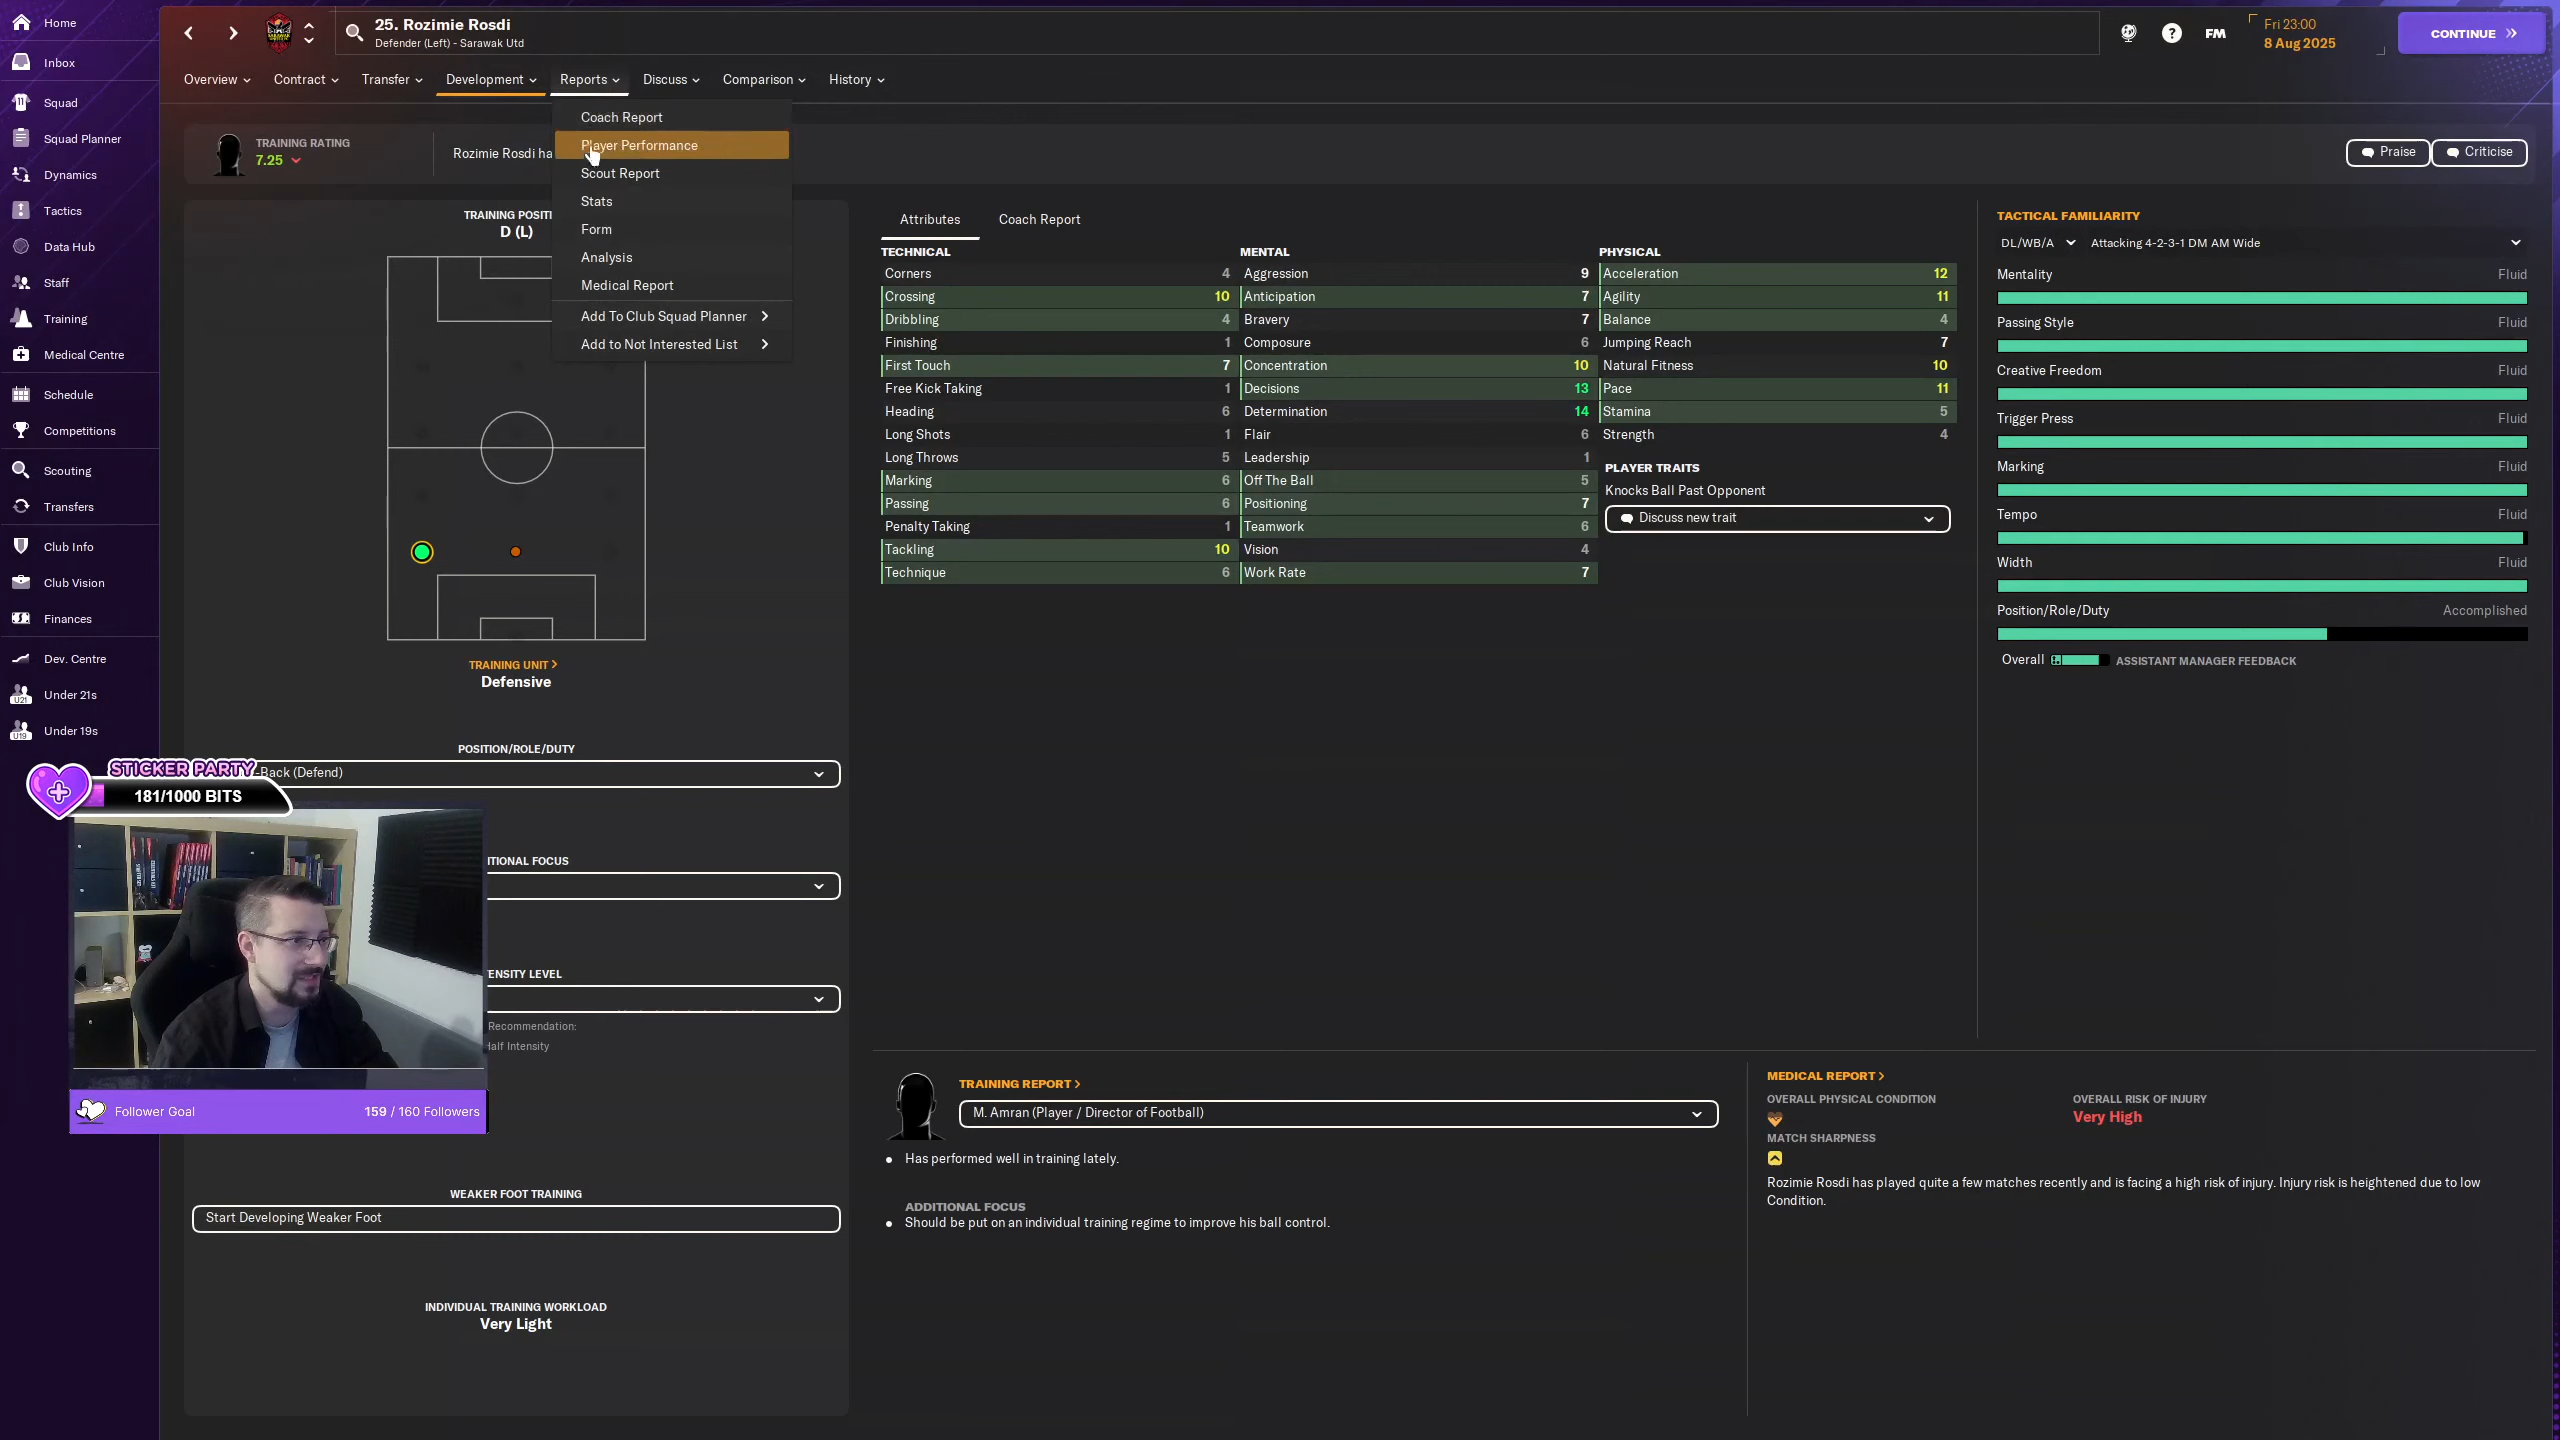 Home
Inbox
Squad
Squad Planner
Dynamics
Tactics
Data Hub
Staff
Training
Medical Centre
Schedule
Competitions
Scouting
Transfers
Club Info
Club Vision
Finances
Dev. Centre
U21
Under 21s
U19
Under 19s
25. Rozimie Rosdi
Defender (Left) - Sarawak Utd
FM
Fri 23:00
8 Aug 2025
CONTINUE
Overview
Contract
Transfer
Development
Reports
Discuss
Comparison
History
Coach Report
Player Performance
Scout Report
Stats
Form
Analysis
Medical Report
Add To Club Squad Planner
Add to Not Interested List
TRAINING RATING
7.25
Rozimie Rosdi ha
Praise
Criticise
TRAINING POSITI
D (L)
TRAINING UNIT
Defensive
POSITION/ROLE/DUTY
-Back (Defend)
ITIONAL FOCUS
ENSITY LEVEL
Recommendation:
Half Intensity
WEAKER FOOT TRAINING
Start Developing Weaker Foot
INDIVIDUAL TRAINING WORKLOAD
Very Light
STICKER PARTY
181/1000 BITS
Follower Goal 159 / 160 Followers
Attributes
Coach Report
TECHNICAL
Corners 4
Crossing 10
Dribbling 4
Finishing 1
First Touch 7
Free Kick Taking 1
Heading 6
Long Shots 1
Long Throws 5
Marking 6
Passing 6
Penalty Taking 1
Tackling 10
Technique 6
MENTAL
Aggression 9
Anticipation 7
Bravery 7
Composure 6
Concentration 10
Decisions 13
Determination 14
Flair 6
Leadership 1
Off The Ball 5
Positioning 7
Teamwork 6
Vision 4
Work Rate 7
PHYSICAL
Acceleration 12
Agility 11
Balance 4
Jumping Reach 7
Natural Fitness 10
Pace 11
Stamina 5
Strength 4
PLAYER TRAITS
Knocks Ball Past Opponent
Discuss new trait
TACTICAL FAMILIARITY
DL/WB/A
Attacking 4-2-3-1 DM AM Wide
Mentality Fluid
Passing Style Fluid
Creative Freedom Fluid
Trigger Press Fluid
Marking Fluid
Tempo Fluid
Width Fluid
Position/Role/Duty Accomplished
Overall ASSISTANT MANAGER FEEDBACK
TRAINING REPORT
M. Amran (Player / Director of Football)
Has performed well in training lately.
ADDITIONAL FOCUS
Should be put on an individual training regime to improve his ball control.
MEDICAL REPORT
OVERALL PHYSICAL CONDITION
OVERALL RISK OF INJURY
Very High
MATCH SHARPNESS
Rozimie Rosdi has played quite a few matches recently and is facing a high risk of injury. Injury risk is heightened due to low
Condition.